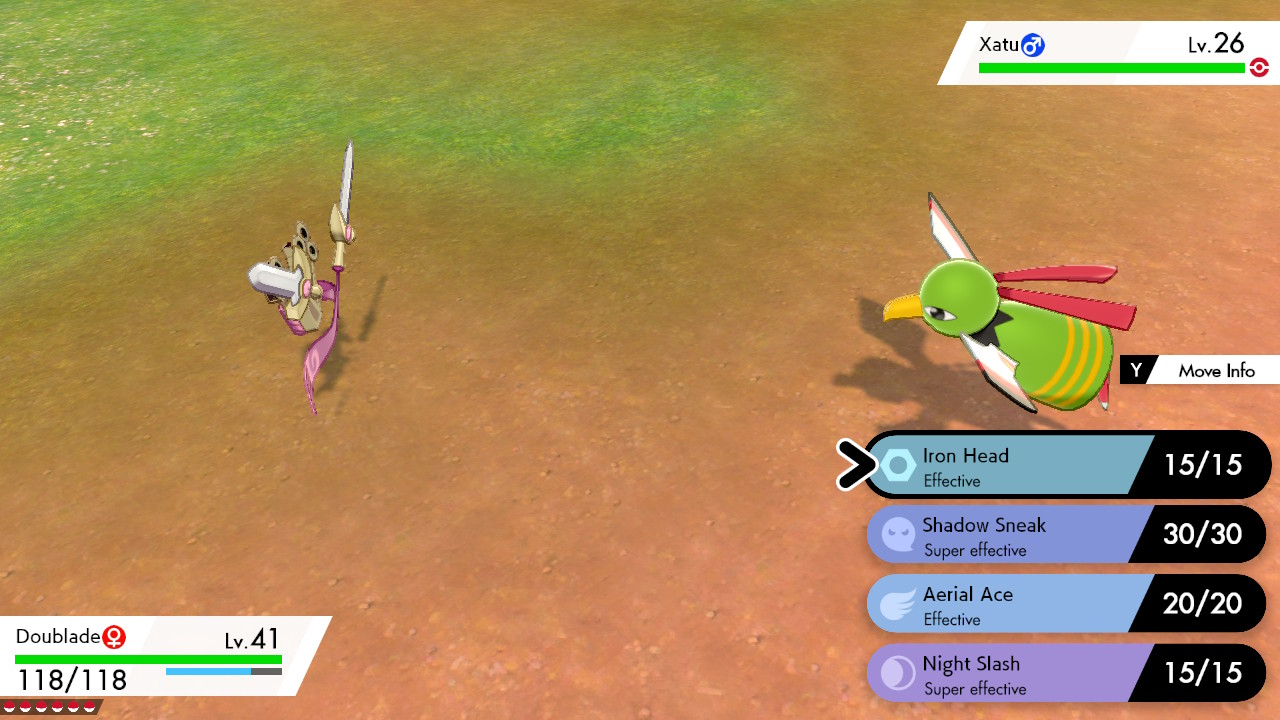 Xatu Lv.26
Y Move Info
Iron Head 15/15
Effective
Shadow Sneak 30/30
Super effective
Aerial Ace 20/20
Effective
Night Slash 15/15
Super effective
Doublade Lv.41
118/118